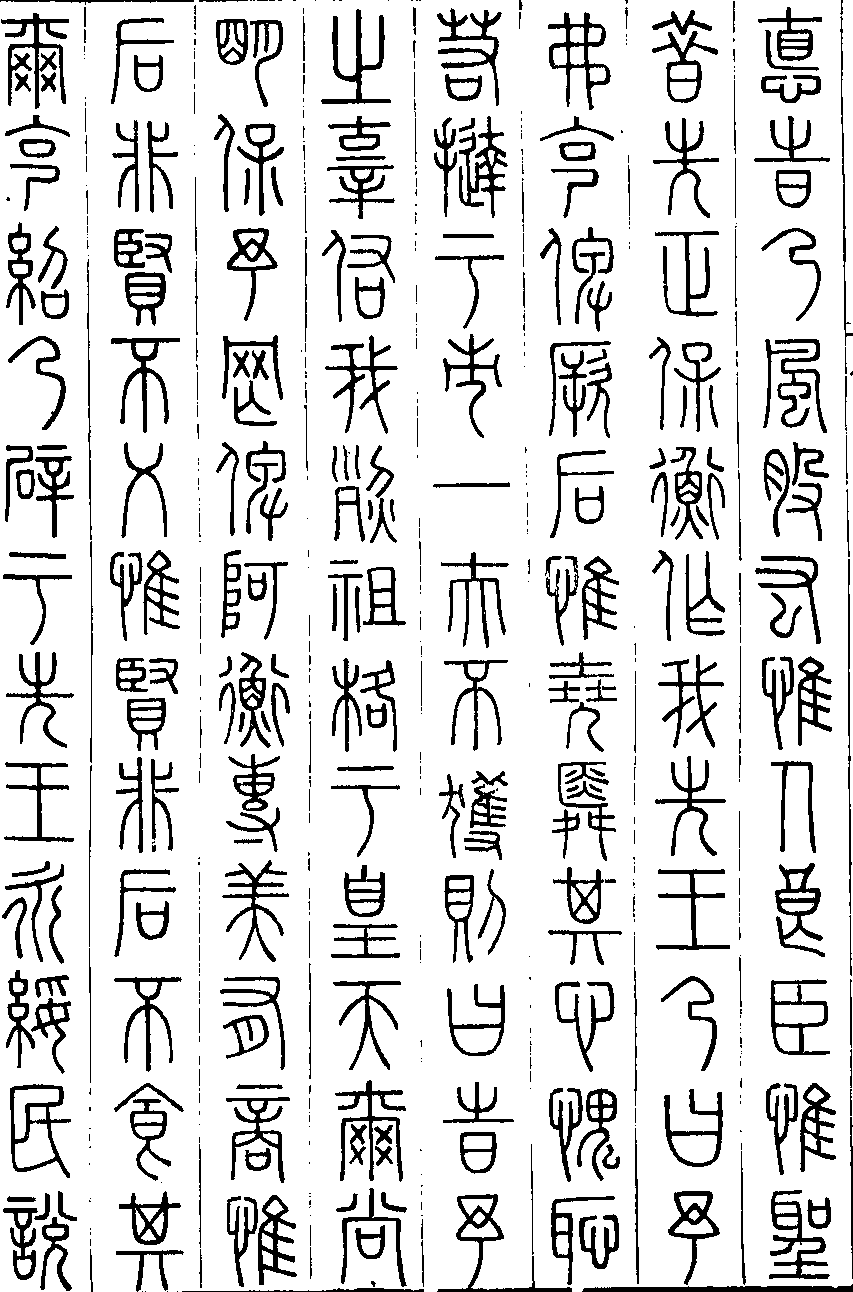 德時乃風股肱惟人良臣惟聖
昔先正保衡作我先王乃曰予
弗克俾厥后惟堯舜其心愧恥
若撻于市一夫不獲則曰時予
之辜佑我烈祖格于皇天爾尚
明保予罔俾阿衡專美有商惟
后非賢不乂惟賢非后不食其
爾克紹乃辟于先王永綏民說